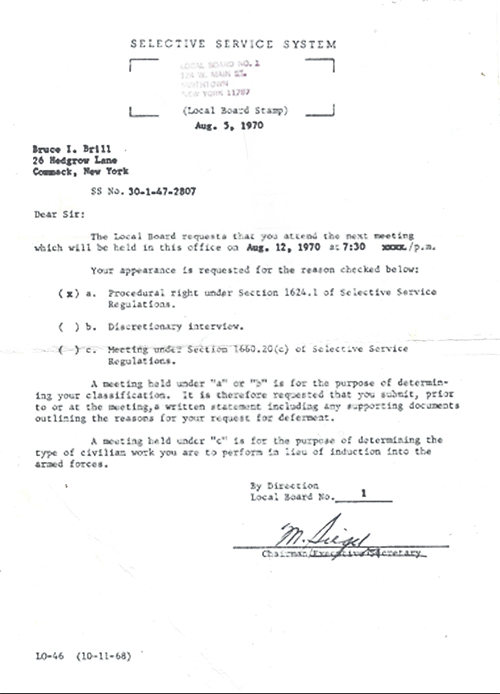 SELECTIVE SERVICE SYSTEM
LOCAL BOARD NO. 1
124 W. MAIN ST.
SMITHTOWN
NEW YORK 11787
(Local Board Stamp)
Aug. 5, 1970
Bruce I. Brill
26 Hedgrow Lane
Commack, New York
SS No. 30-1-47-2807
Dear Sir:
The Local Board requests that you attend the next meeting
which will be held in this office on Aug. 12, 1970 at 7:30 xxxx/p.m.
Your appearance is requested for the reason checked below:
(x) a. Procedural right under Section 1624.1 of Selective Service
Regulations.
( ) b. Discretionary interview.
( ) c. Meeting under Section 1660.20(c) of Selective Service
Regulations.
A meeting held under "a" or "b" is for the purpose of determin-
ing your classification. It is therefore requested that you submit, prior
to or at the meeting, a written statement including any supporting documents
outlining the reasons for your request for deferment.
A meeting held under "c" is for the purpose of determining the
type of civilian work you are to perform in lieu of induction into the
armed forces.
By Direction
Local Board No. 1
M. Siegel
Chairman/Executive Secretary
LO-46 (10-11-68)